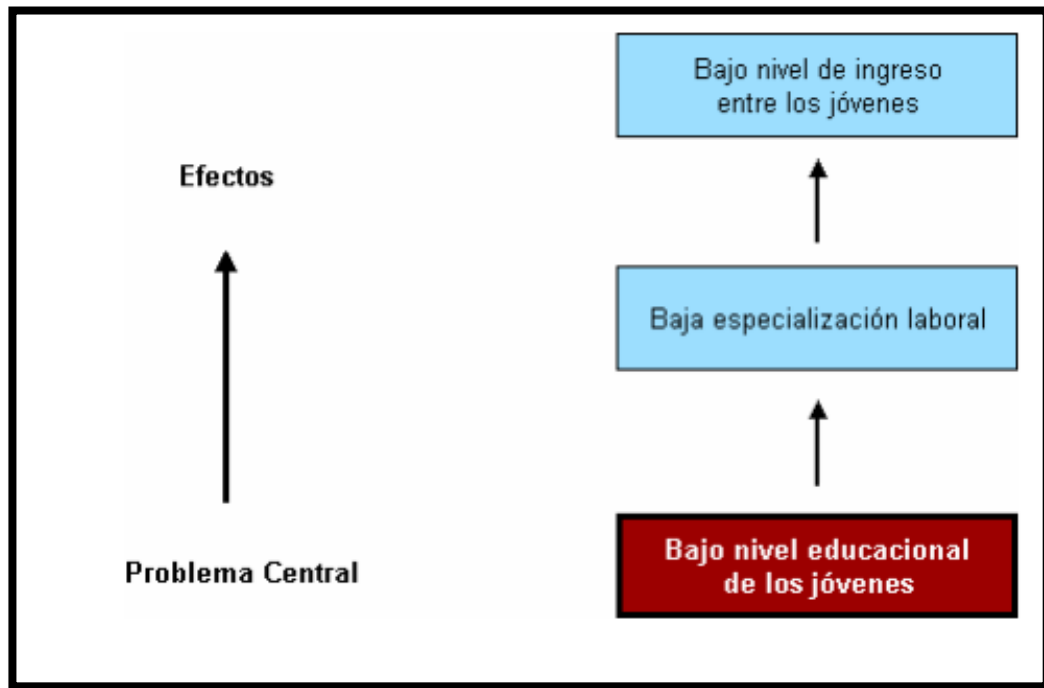 Bajo nivel de ingreso
entre los jóvenes
Efectos
Baja especialización laboral
Bajo nivel educacional
de los jóvenes
Problema Central